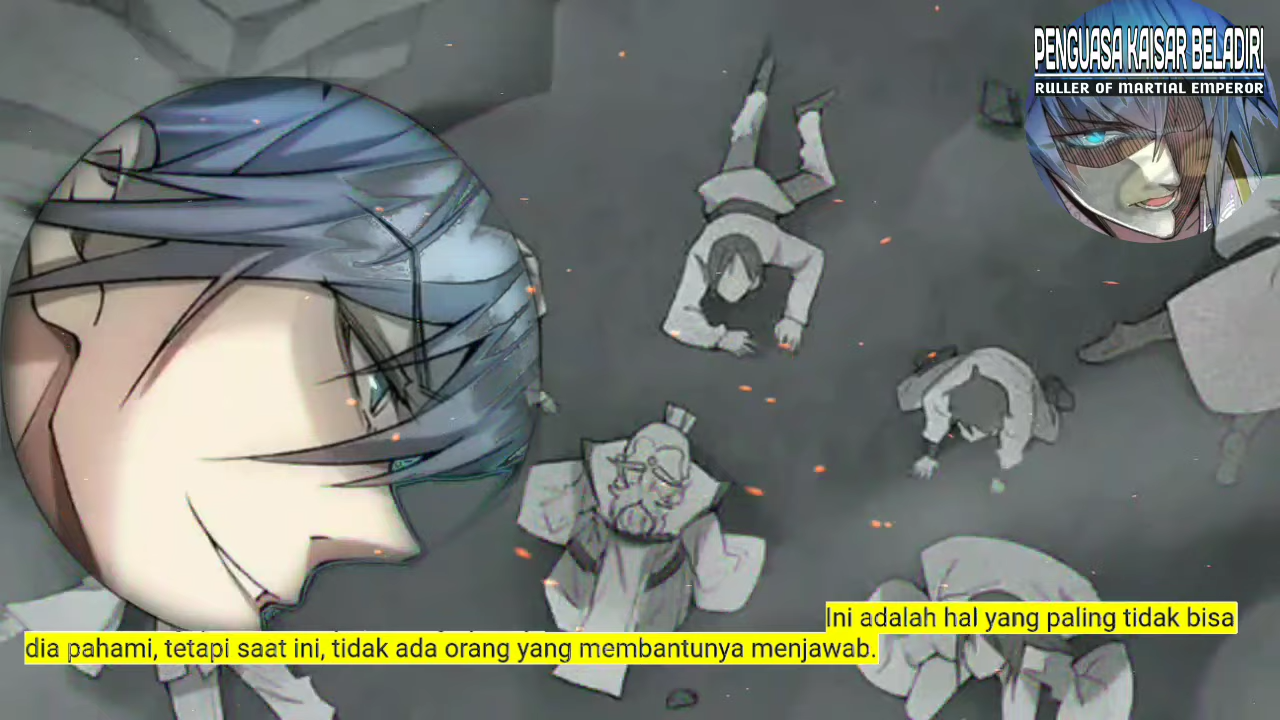 PENGUASA KAISAR BELADIRI
RULLER OF MARTIAL EMPEROR
Ini adalah hal yang paling tidak bisa
dia pahami, tetapi saat ini, tidak ada orang yang membantunya menjawab.